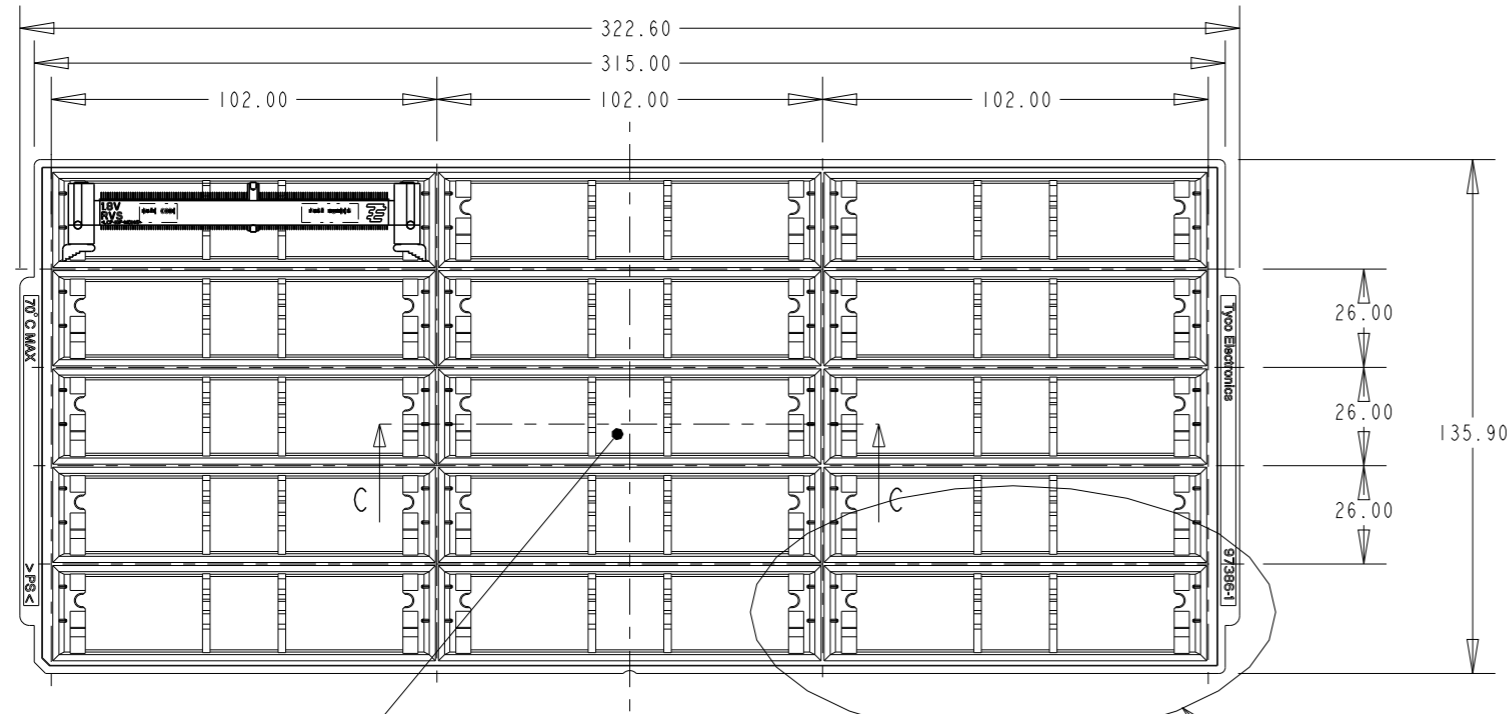 322.60
315.00
102.00 102.00 102.00
1.8V
RVS
70°C MAX
Tyco Electronics
26.00
26.00
135.90
26.00
C C
>PS<
97386-1